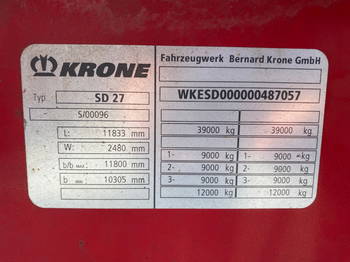 KRONE
Fahrzeugwerk Bernard Krone GmbH
Typ SD 27
WKESD000000487057
S/00096
L: 11833 mm
W: 2480 mm
b/b MAX: 11800 mm
b MIN: 10305 mm
39000 kg 39000 kg
1- 9000 kg 1- 9000 kg
2- 9000 kg 2- 9000 kg
3- 9000 kg 3- 9000 kg
12000 kg 12000 kg